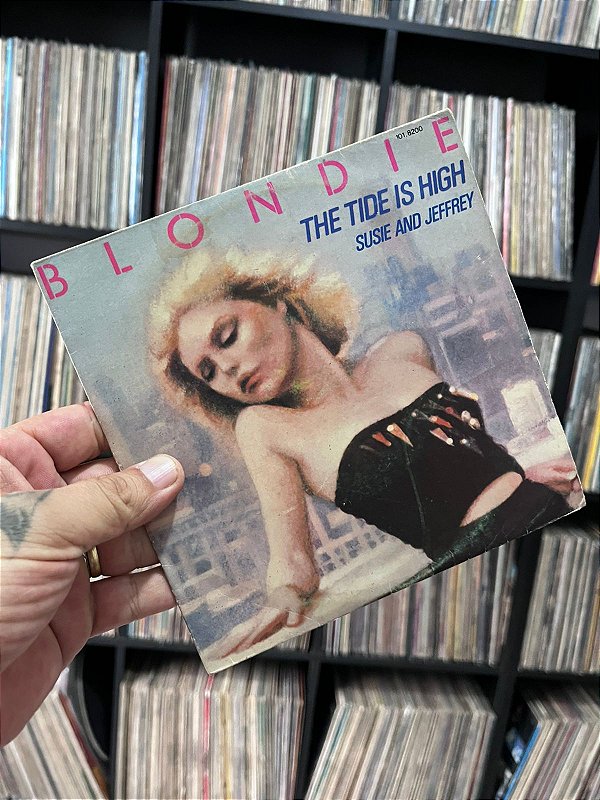 BLONDIE
101.8200
THE TIDE IS HIGH
SUSIE AND JEFFREY